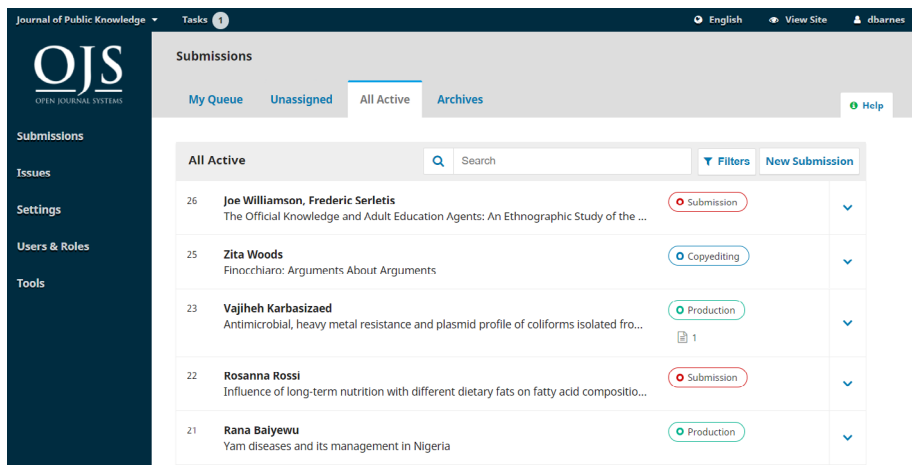 Journal of Public Knowledge Tasks 1 English View Site dbarnes
OJS
OPEN JOURNAL SYSTEMS
Submissions
Issues
Settings
Users & Roles
Tools
Submissions
My Queue Unassigned All Active Archives
Help
All Active Search Filters New Submission
26 Joe Williamson, Frederic Serletis Submission
The Official Knowledge and Adult Education Agents: An Ethnographic Study of the ...
25 Zita Woods Copyediting
Finocchiaro: Arguments About Arguments
23 Vajiheh Karbasizaed Production
Antimicrobial, heavy metal resistance and plasmid profile of coliforms isolated fro...
1
22 Rosanna Rossi Submission
Influence of long-term nutrition with different dietary fats on fatty acid compositio...
21 Rana Baiyewu Production
Yam diseases and its management in Nigeria